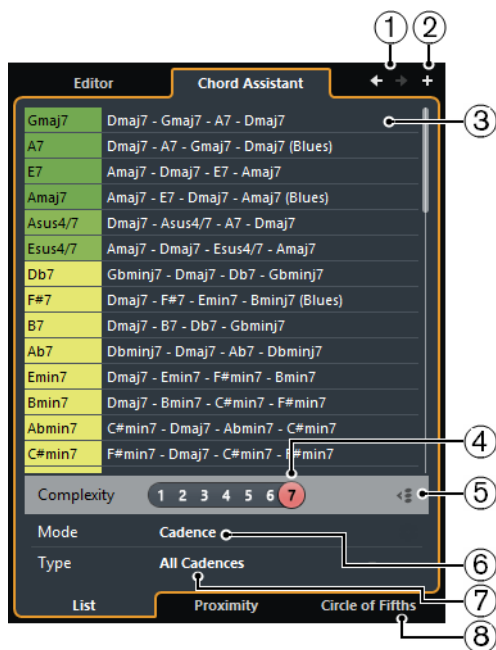 1 2
Editor Chord Assistant
Gmaj7 Dmaj7 - Gmaj7 - A7 - Dmaj7 3
A7 Dmaj7 - A7 - Gmaj7 - Dmaj7 (Blues)
E7 Amaj7 - Dmaj7 - E7 - Amaj7
Amaj7 Amaj7 - E7 - Dmaj7 - Amaj7 (Blues)
Asus4/7 Dmaj7 - Asus4/7 - A7 - Dmaj7
Esus4/7 Amaj7 - Dmaj7 - Esus4/7 - Amaj7
Db7 Gbminj7 - Dmaj7 - Db7 - Gbminj7
F#7 Dmaj7 - F#7 - Emin7 - Bminj7 (Blues)
B7 Dmaj7 - B7 - Db7 - Gbminj7
Ab7 Dbminj7 - Dmaj7 - Ab7 - Dbminj7
Emin7 Dmaj7 - Emin7 - F#min7 - Bmin7
Bmin7 Dmaj7 - Bmin7 - C#min7 - F#min7
Abmin7 C#min7 - Dmaj7 - Abmin7 - C#min7
C#min7 F#min7 - Dmaj7 - C#min7 - F#min7
4
Complexity 1 2 3 4 5 6 7 5
Mode Cadence 6
Type All Cadences 7
List Proximity Circle of Fifths
8